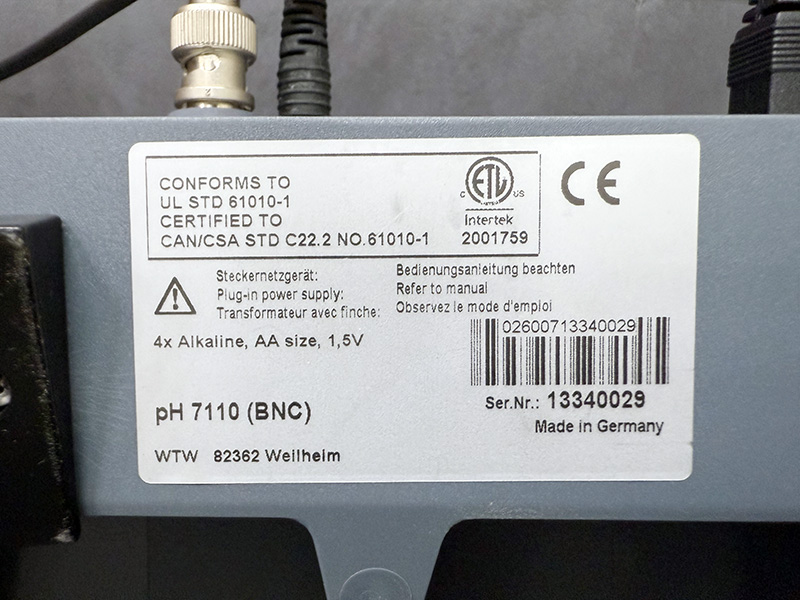 CONFORMS TO
UL STD 61010-1
CERTIFIED TO
CAN/CSA STD C22.2 NO.61010-1
ETL
C US
Intertek
2001759
CE
Steckernetzgerät: Bedienungsanleitung beachten
Plug-in power supply: Refer to manual
Transformateur avec finche: Observez le mode d'emploi
4x Alkaline, AA size, 1,5V
02600713340029
Ser.Nr.: 13340029
Made in Germany
pH 7110 (BNC)
WTW 82362 Weilheim